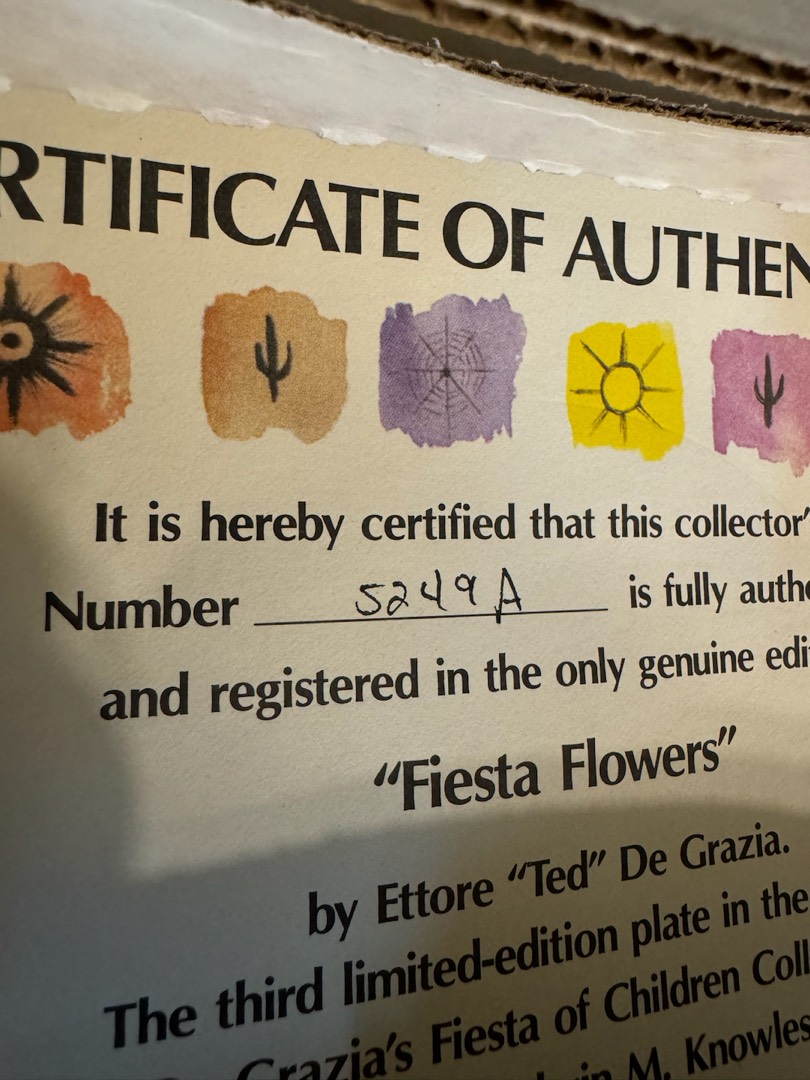 RTIFICATE OF AUTHEN
It is hereby certified that this collector'
Number 5249A is fully authe
and registered in the only genuine edi
"Fiesta Flowers"
by Ettore "Ted" De Grazia.
The third limited-edition plate in the
Grazia's Fiesta of Children Coll
in M. Knowles